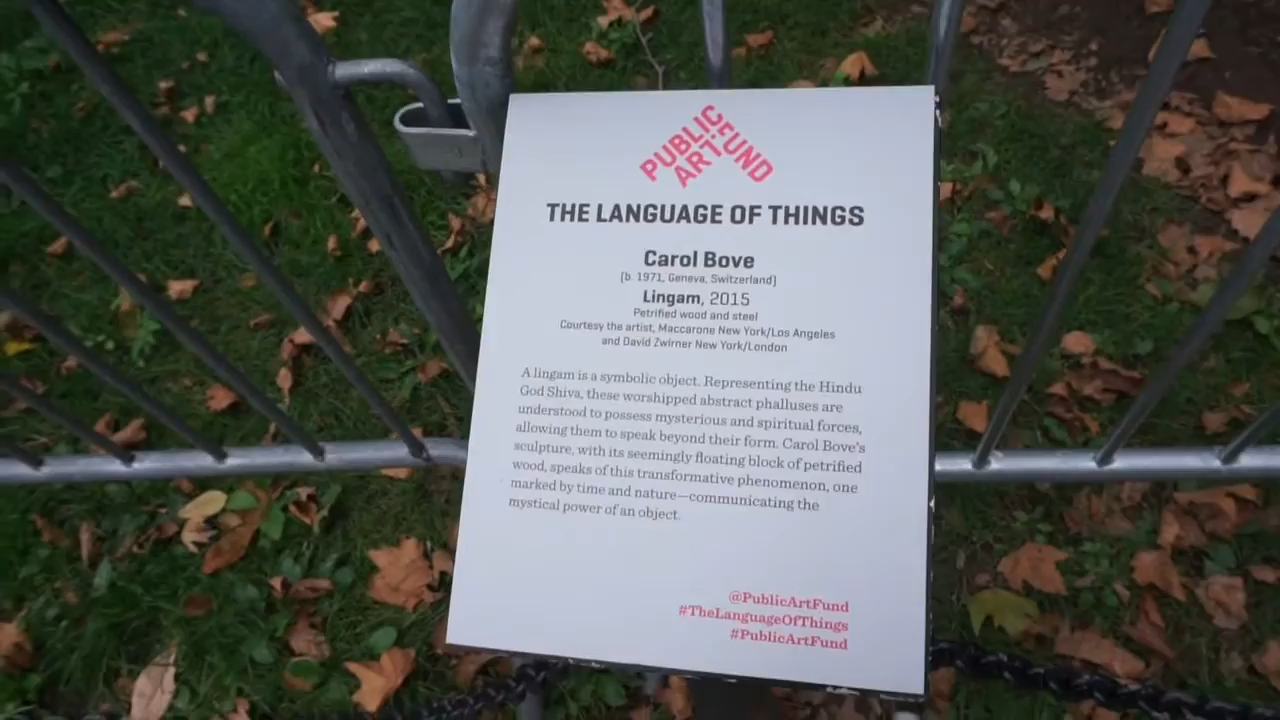 PUBLIC
ART
FUND
THE LANGUAGE OF THINGS
Carol Bove
(b. 1971, Geneva, Switzerland)
Lingam, 2015
Petrified wood and steel
Courtesy the artist, Maccarone New York/Los Angeles
and David Zwirner New York/London
A lingam is a symbolic object. Representing the Hindu
God Shiva, these worshipped abstract phalluses are
understood to possess mysterious and spiritual forces,
allowing them to speak beyond their form. Carol Bove's
sculpture, with its seemingly floating block of petrified
wood, speaks of this transformative phenomenon, one
marked by time and nature—communicating the
mystical power of an object.
@PublicArtFund
#TheLanguageOfThings
#PublicArtFund